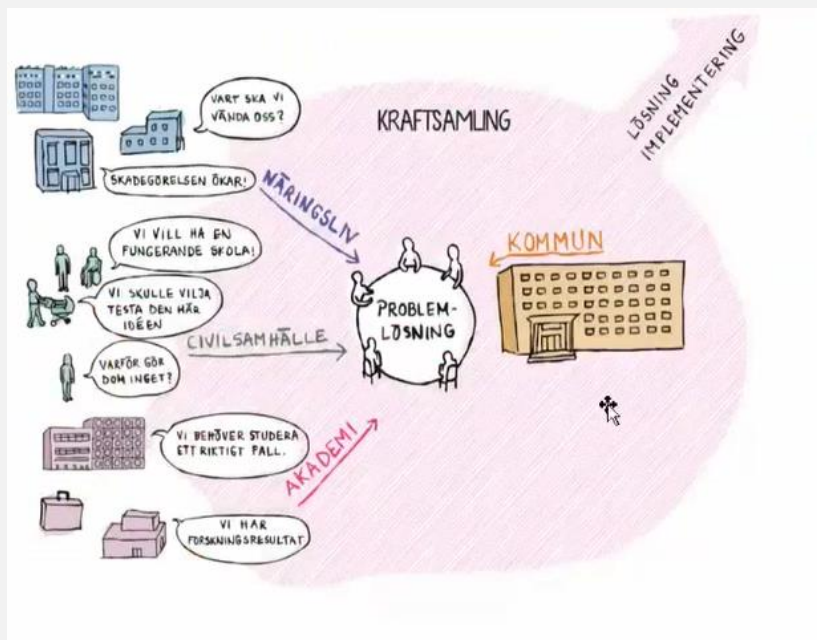 VART SKA VI
VÄNDA OSS?
SKADEGÖRELSEN ÖKAR!
VI VILL HA EN
FUNGERANDE SKOLA!
VI SKULLE VILJA
TESTA DEN HÄR
IDÉEN
VARFÖR GÖR
DOM INGET?
VI BEHÖVER STUDERA
ETT RIKTIGT FALL.
VI HAR
FORSKNINGSRESULTAT
NÄRINGSLIV
CIVILSAMHÄLLE
AKADEMI
KRAFTSAMLING
PROBLEM-
LÖSNING
KOMMUN
LÖSNING
IMPLEMENTERING